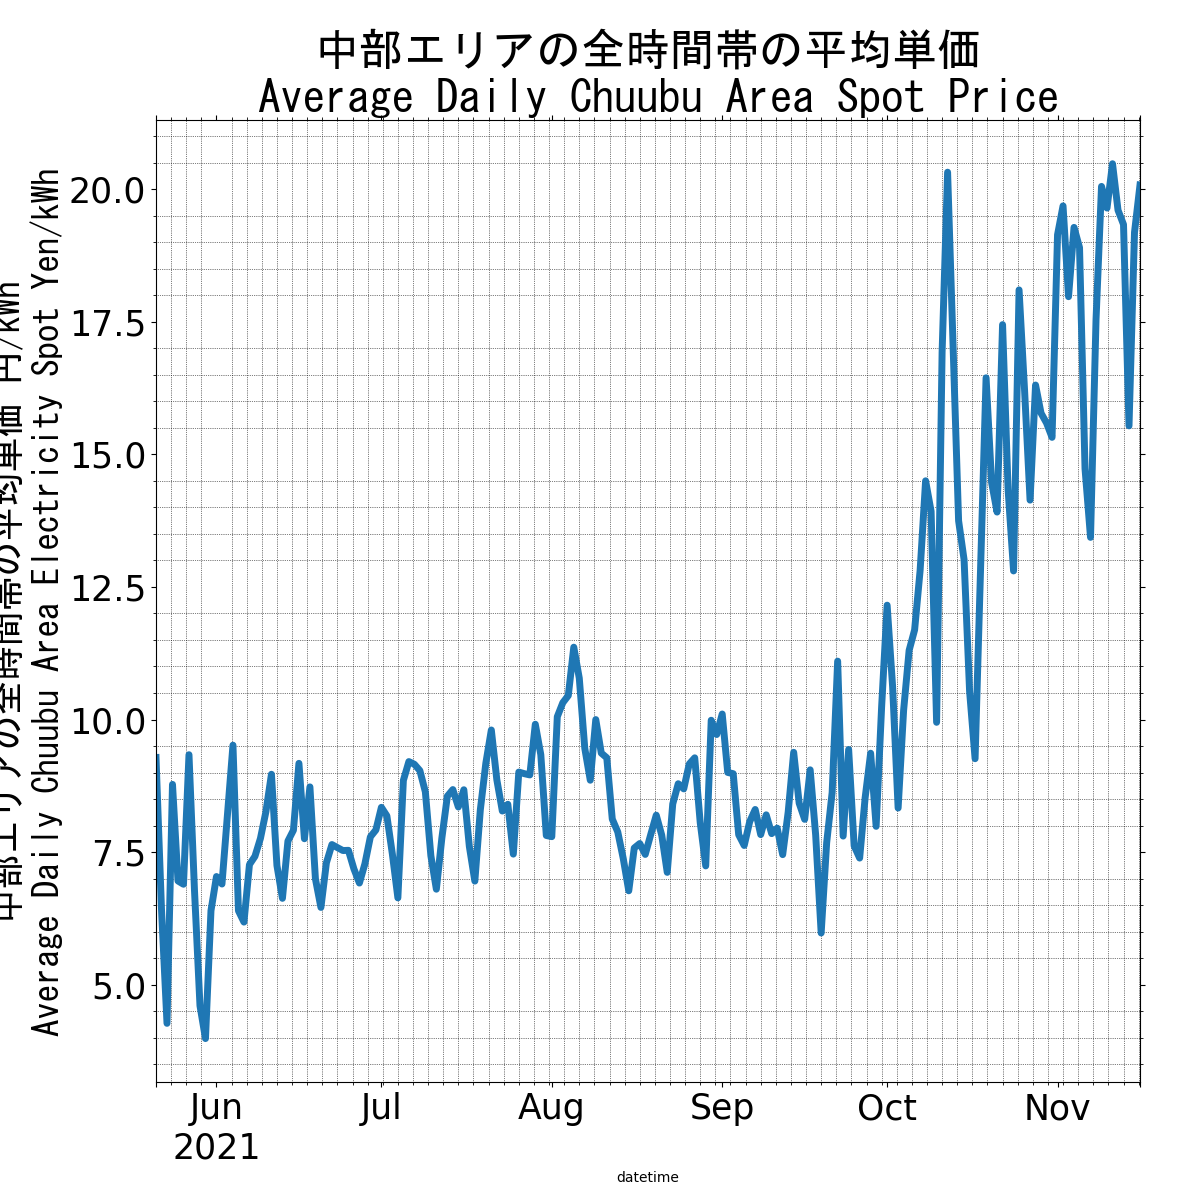 中部エリアの全時間帯の平均単価
Average Daily Chuubu Area Spot Price
中部エリアの全時間帯の平均単価 円/kWh
Average Daily Chuubu Area Electricity Spot Yen/kWh
20.0
17.5
15.0
12.5
10.0
7.5
5.0
Jun Jul Aug Sep Oct Nov
2021
datetime